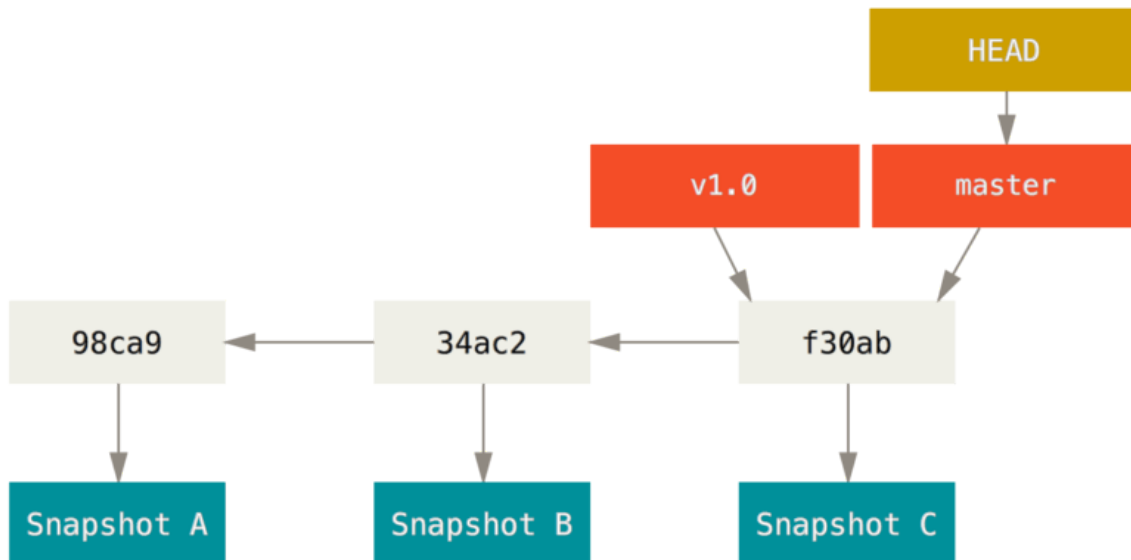 HEAD
v1.0
master
98ca9
34ac2
f30ab
Snapshot A
Snapshot B
Snapshot C